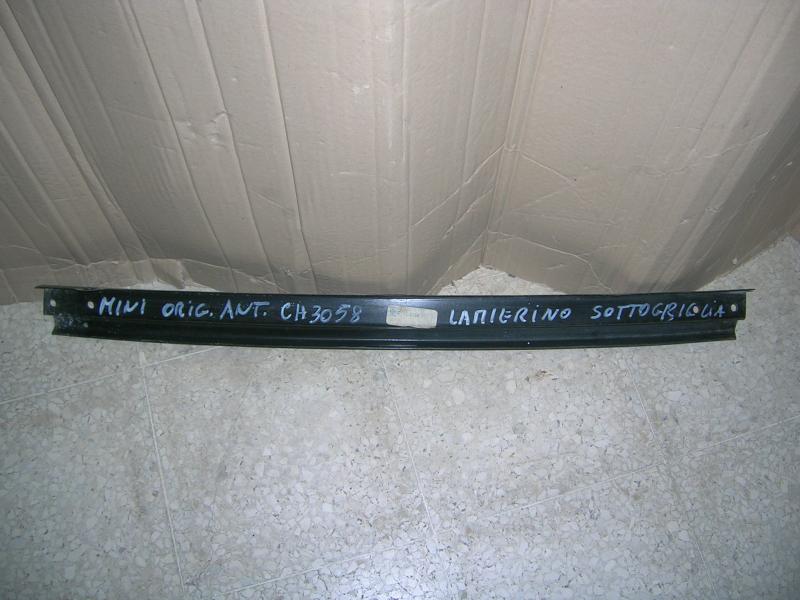 MINI ORIG. ANT. CH3058 LAMIERINO SOTTOGRIGLIA